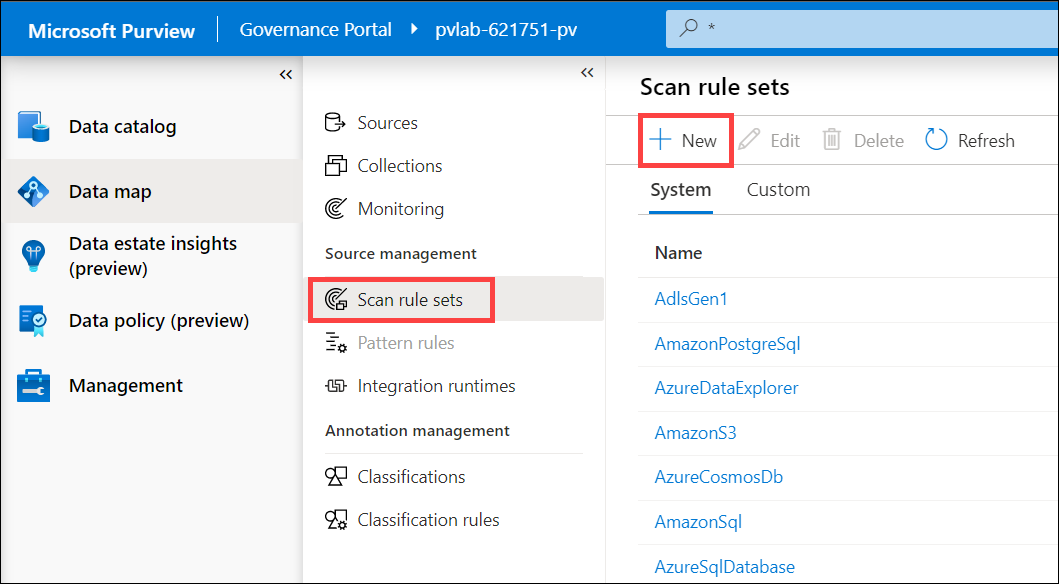 Microsoft Purview
Governance Portal
pvlab-621751-pv
*
Data catalog
Data map
Data estate insights
(preview)
Data policy (preview)
Management
Sources
Collections
Monitoring
Source management
Scan rule sets
Pattern rules
Integration runtimes
Annotation management
Classifications
Classification rules
Scan rule sets
New
Edit
Delete
Refresh
System
Custom
Name
AdlsGen1
AmazonPostgreSql
AzureDataExplorer
AmazonS3
AzureCosmosDb
AmazonSql
AzureSqlDatabase